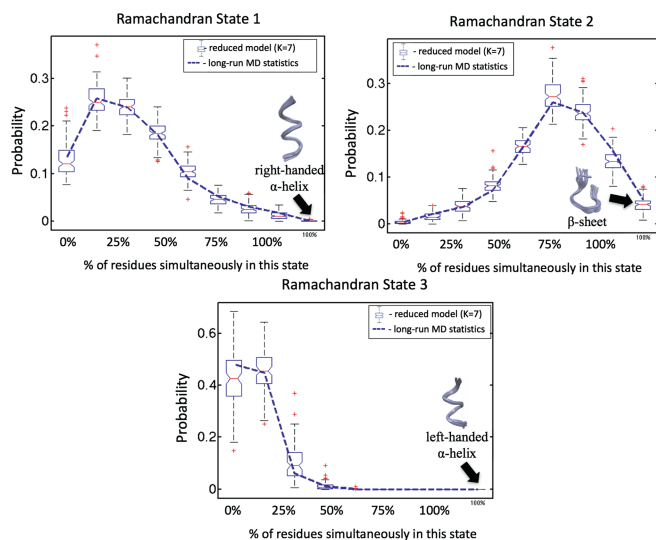 Ramachandran State 1
- reduced model (K=7)
- long-run MD statistics
0.3
0.2
0.1
0
Probability
right-handed
α-helix
100%
0% 25% 50% 75% 100%
% of residues simultaneously in this state
Ramachandran State 2
- reduced model (K=7)
- long-run MD statistics
0.3
0.2
0.1
0
Probability
β-sheet
100%
0% 25% 50% 75% 100%
% of residues simultaneously in this state
Ramachandran State 3
- reduced model (K=7)
- long-run MD statistics
0.6
0.4
0.2
0
Probability
left-handed
α-helix
100%
0% 25% 50% 75% 100%
% of residues simultaneously in this state